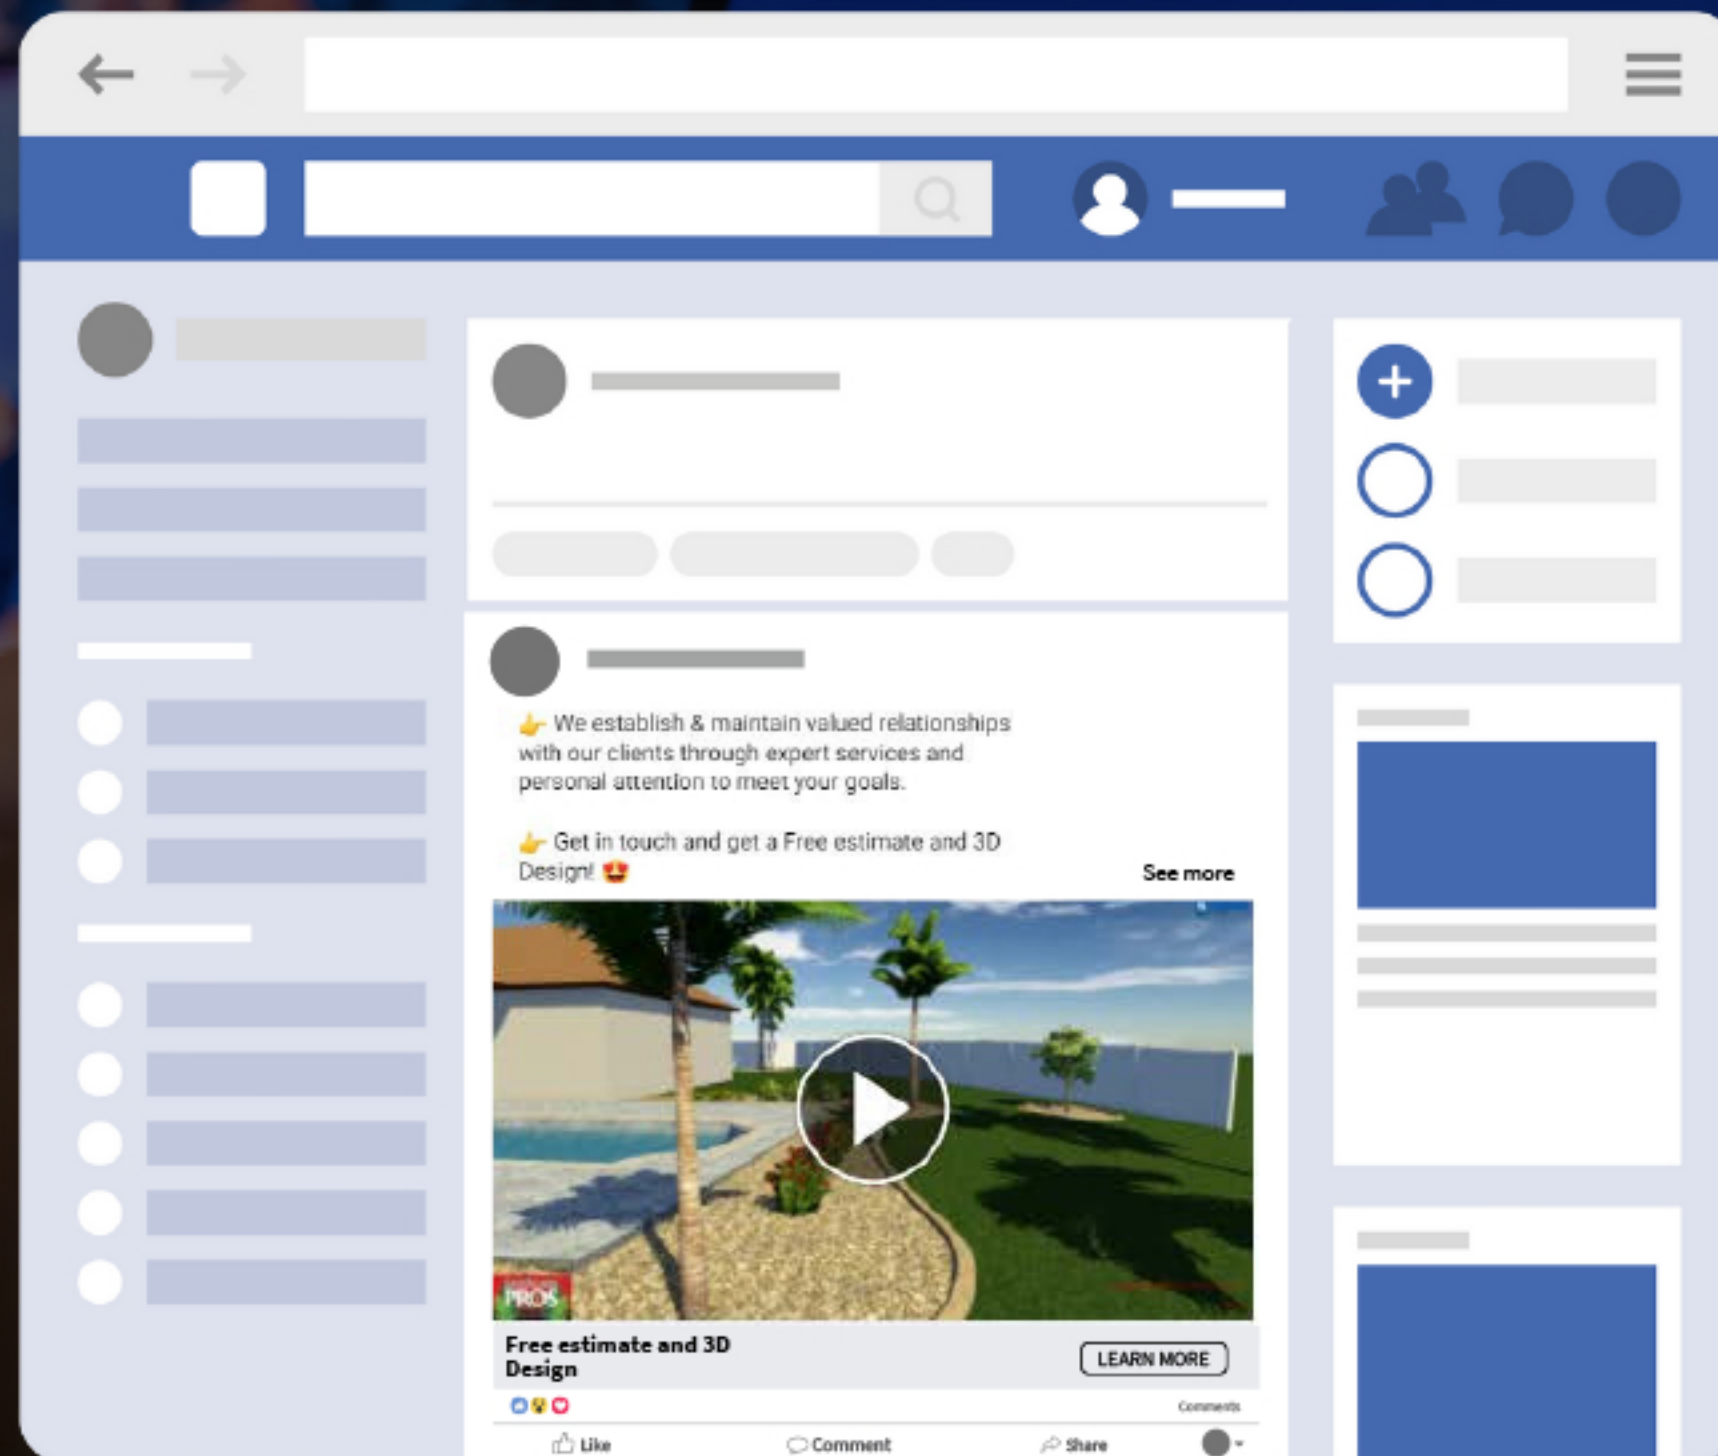 👉 We establish & maintain valued relationships
with our clients through expert services and
personal attention to meet your goals.
👉 Get in touch and get a Free estimate and 3D
Design! 🤩
See more
PROS
Free estimate and 3D
Design
LEARN MORE
Comments
Like
Comment
Share